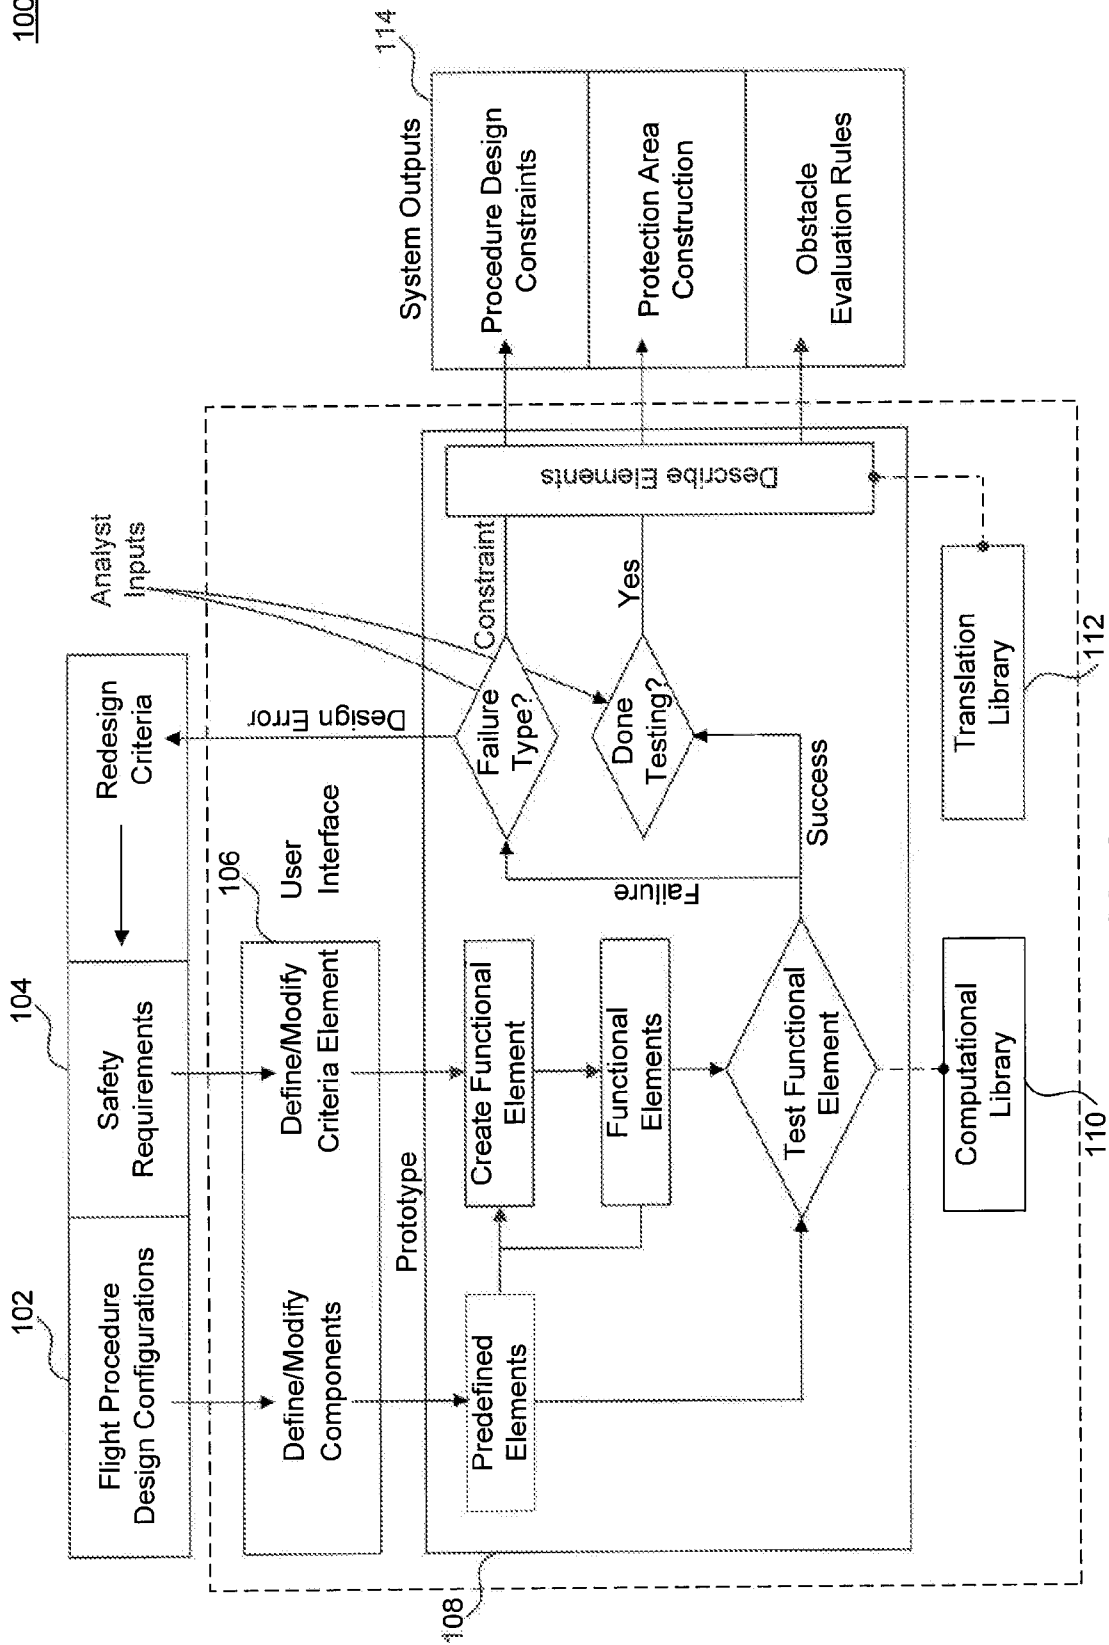 100
102
104
Flight Procedure
Design Configurations
Safety
Requirements
Redesign
Criteria
Analyst
Inputs
106
User
Interface
Define/Modify
Components
Define/Modify
Criteria Element
Design Error
108
Prototype
Predefined
Elements
Create Functional
Element
Functional
Elements
Test Functional
Element
Failure
Success
Failure
Type?
Constraint
Done
Testing?
Yes
Describe Elements
110
Computational
Library
112
Translation
Library
System Outputs
114
Procedure Design
Constraints
Protection Area
Construction
Obstacle
Evaluation Rules